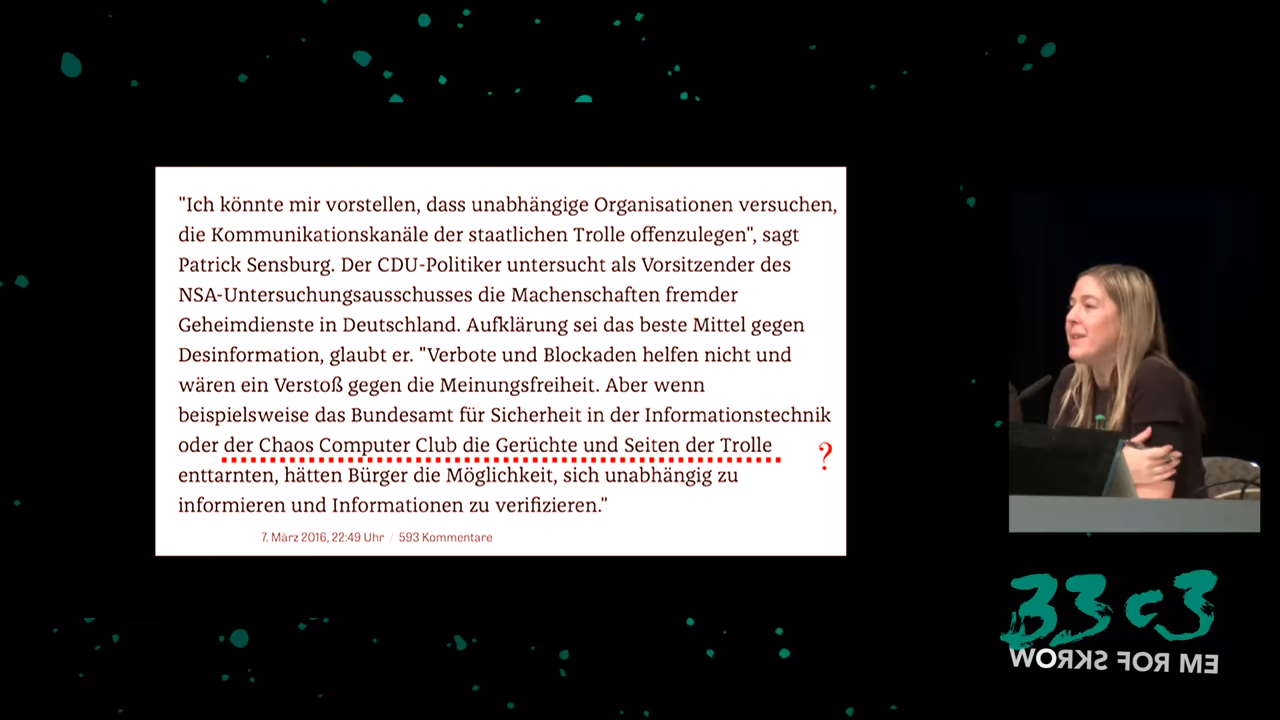 "Ich könnte mir vorstellen, dass unabhängige Organisationen versuchen,
die Kommunikationskanäle der staatlichen Trolle offenzulegen", sagt
Patrick Sensburg. Der CDU-Politiker untersucht als Vorsitzender des
NSA-Untersuchungsausschusses die Machenschaften fremder
Geheimdienste in Deutschland. Aufklärung sei das beste Mittel gegen
Desinformation, glaubt er. "Verbote und Blockaden helfen nicht und
wären ein Verstoß gegen die Meinungsfreiheit. Aber wenn
beispielsweise das Bundesamt für Sicherheit in der Informationstechnik
oder der Chaos Computer Club die Gerüchte und Seiten der Trolle ?
enttarnten, hätten Bürger die Möglichkeit, sich unabhängig zu
informieren und Informationen zu verifizieren."
7. März 2016, 22:49 Uhr / 593 Kommentare
33c3
WORKS FOR ME